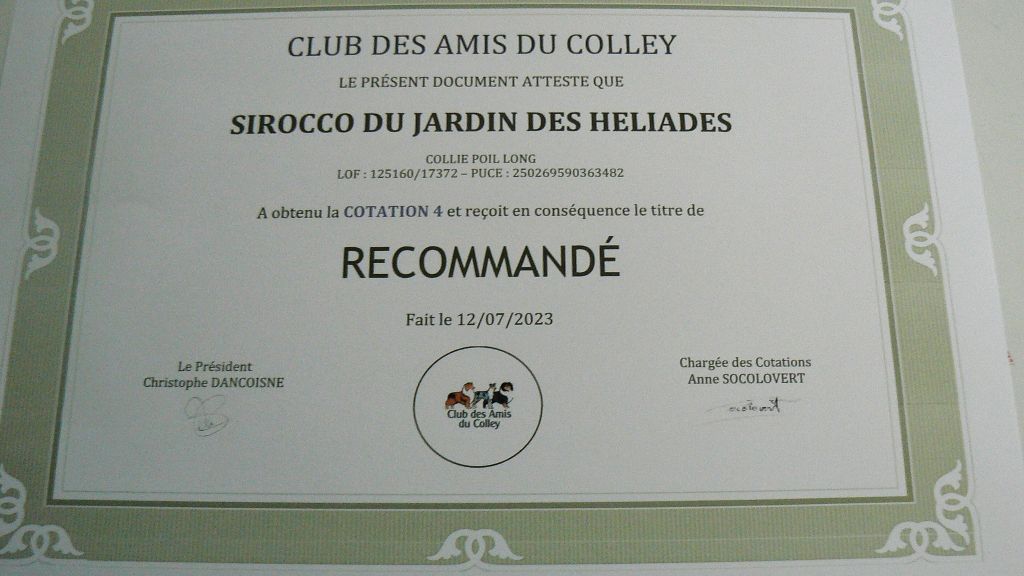 CLUB DES AMIS DU COLLEY
LE PRÉSENT DOCUMENT ATTESTE QUE
SIROCCO DU JARDIN DES HELIADES
COLLIE POIL LONG
LOF : 125160/17372 – PUCE : 250269590363482
A obtenu la COTATION 4 et reçoit en conséquence le titre de
RECOMMANDÉ
Fait le 12/07/2023
Le Président
Christophe DANCOISNE
Chargée des Cotations
Anne SOCOLOVERT
Club des Amis
du Colley